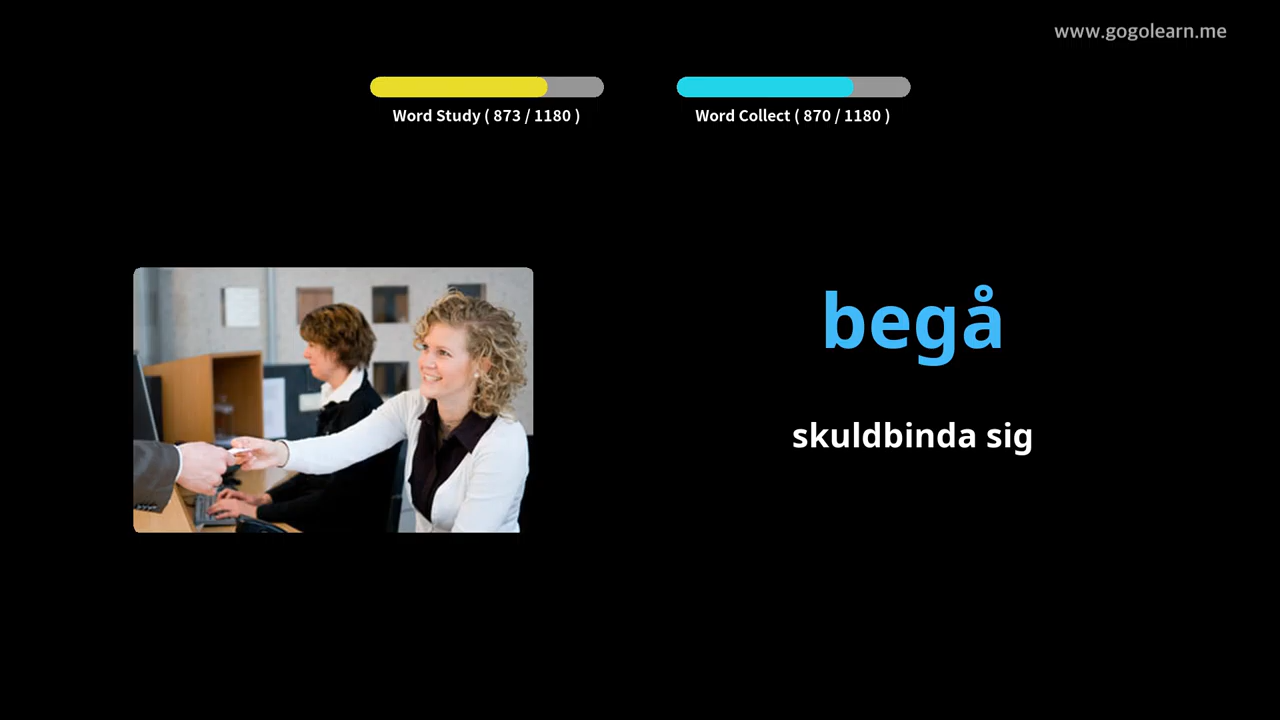 www.gogolearn.me
Word Study ( 873 / 1180 )
Word Collect ( 870 / 1180 )
begå
skuldbinda sig